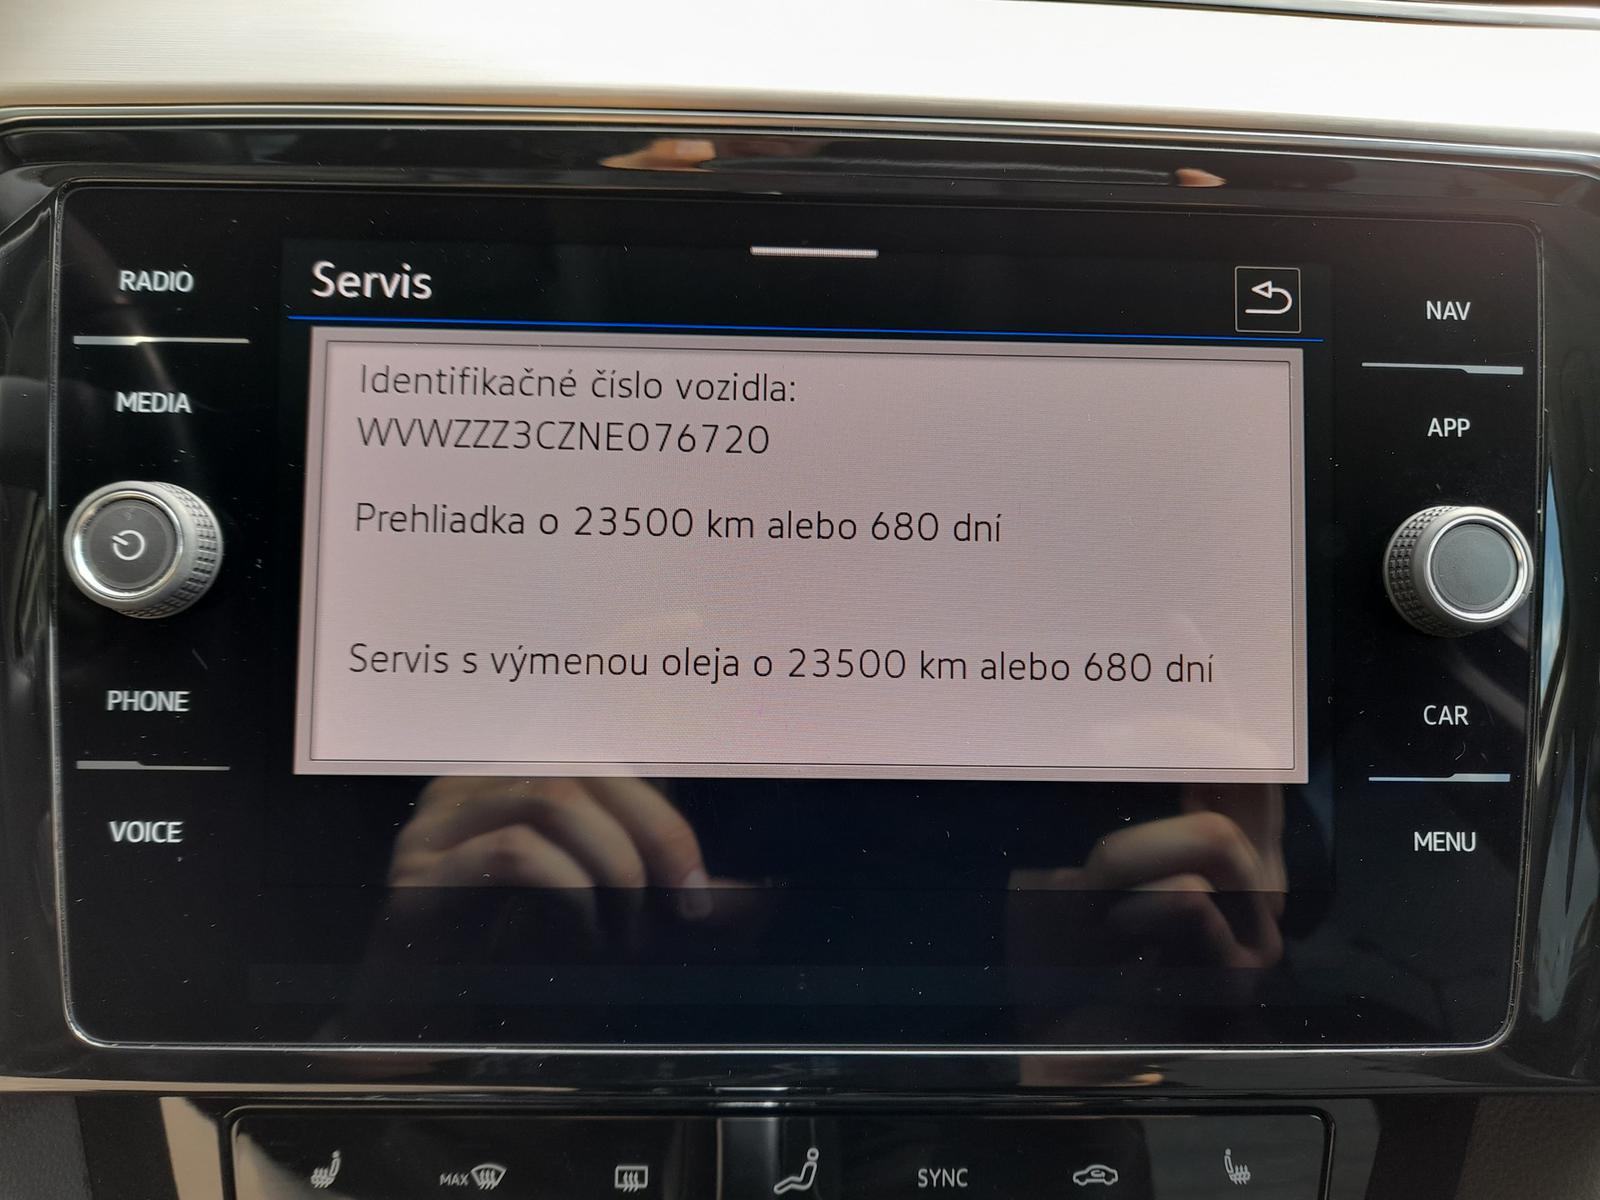 Servis
RADIO
MEDIA
PHONE
VOICE
Identifikačné číslo vozidla:
WVWZZZ3CZNE076720
Prehliadka o 23500 km alebo 680 dní
Servis s výmenou oleja o 23500 km alebo 680 dní
NAV
APP
CAR
MENU
MAX
SYNC